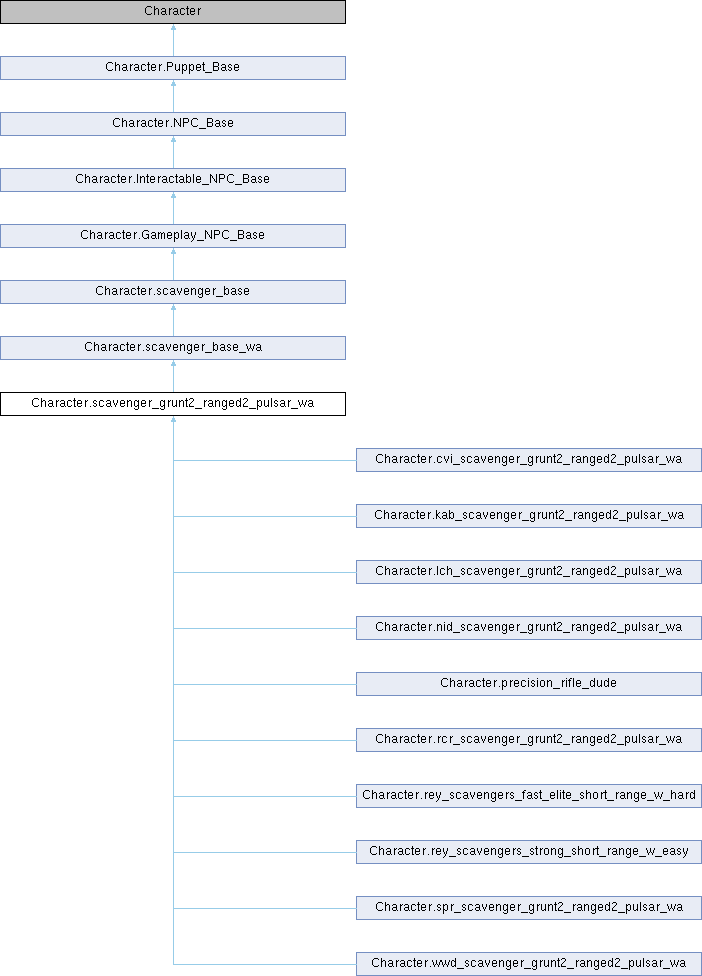 Character
Character.Puppet_Base
Character.NPC_Base
Character.Interactable_NPC_Base
Character.Gameplay_NPC_Base
Character.scavenger_base
Character.scavenger_base_wa
Character.scavenger_grunt2_ranged2_pulsar_wa
Character.cvi_scavenger_grunt2_ranged2_pulsar_wa
Character.kab_scavenger_grunt2_ranged2_pulsar_wa
Character.lch_scavenger_grunt2_ranged2_pulsar_wa
Character.nid_scavenger_grunt2_ranged2_pulsar_wa
Character.precision_rifle_dude
Character.rcr_scavenger_grunt2_ranged2_pulsar_wa
Character.rey_scavengers_fast_elite_short_range_w_hard
Character.rey_scavengers_strong_short_range_w_easy
Character.spr_scavenger_grunt2_ranged2_pulsar_wa
Character.wwd_scavenger_grunt2_ranged2_pulsar_wa